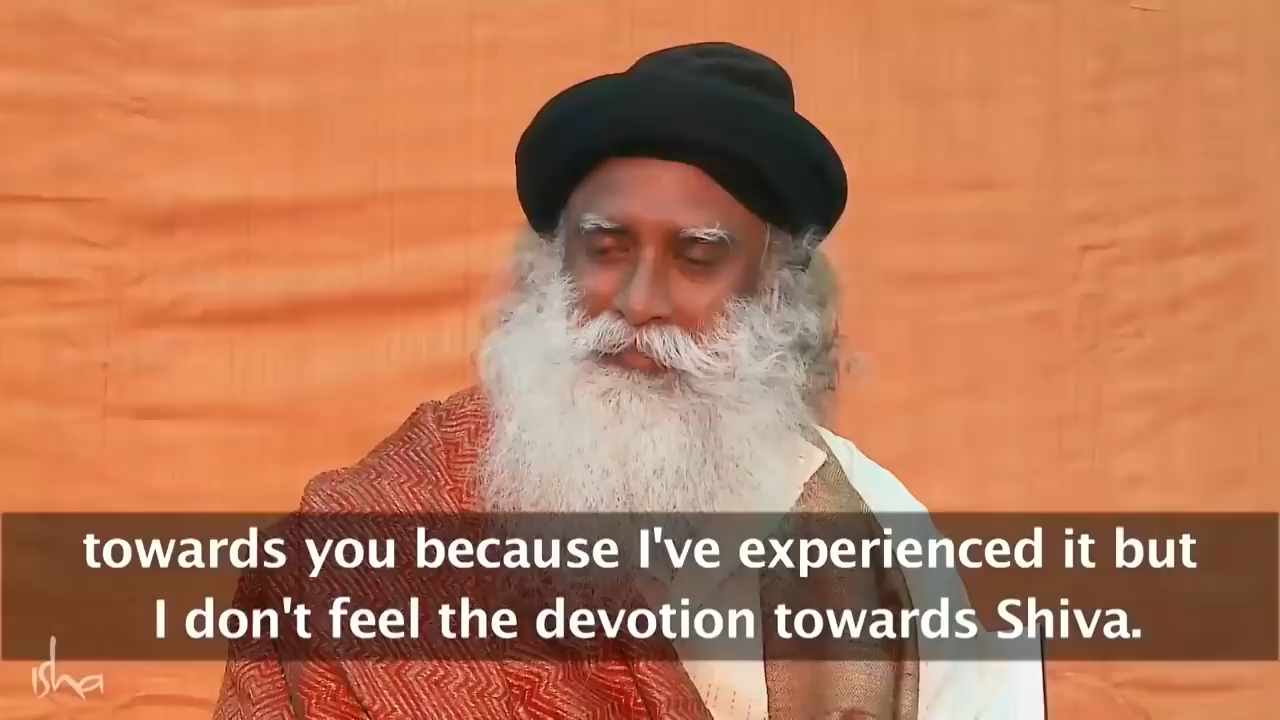 towards you because I've experienced it but
I don't feel the devotion towards Shiva.
isha